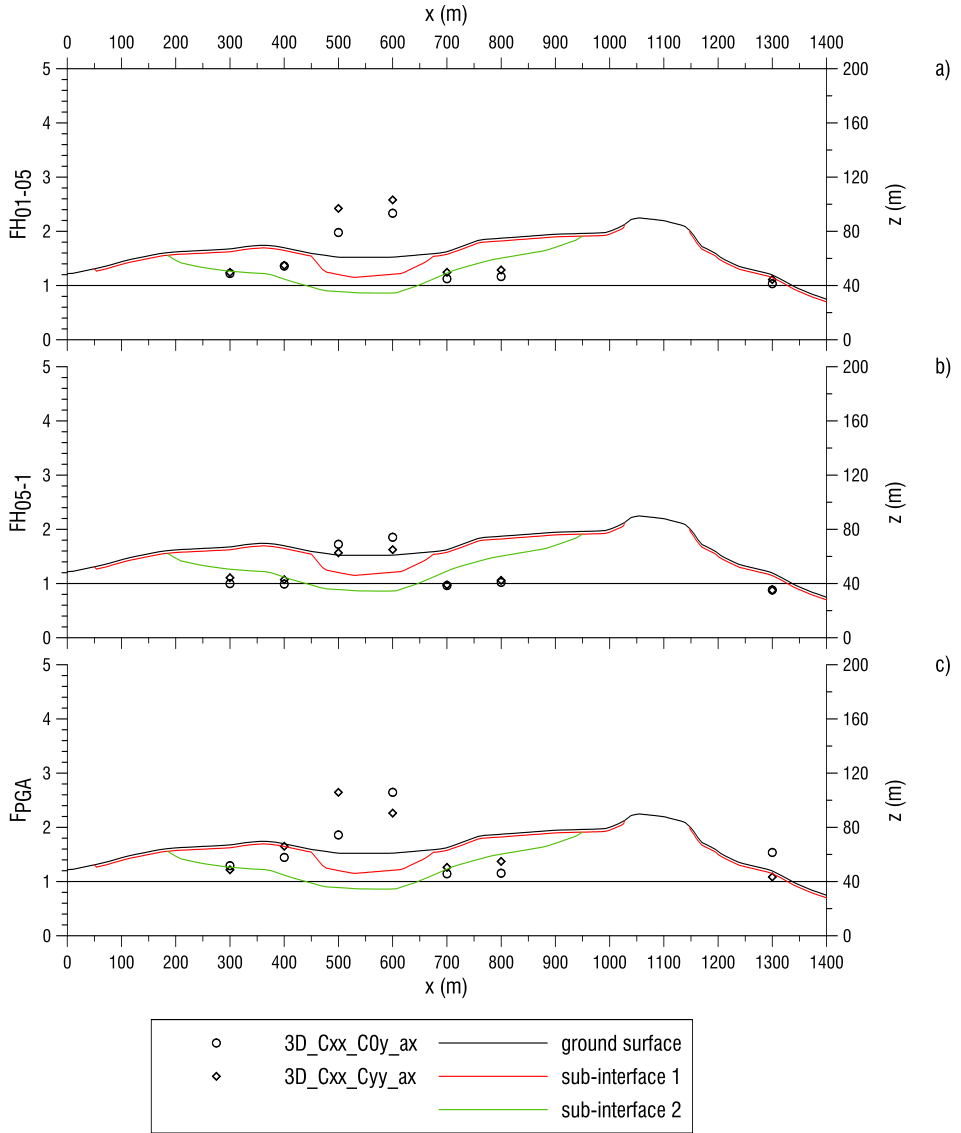 x (m)
0 100 200 300 400 500 600 700 800 900 1000 1100 1200 1300 1400
a)
5 4 3 2 1 0
FH01-05
200 160 120 80 40 0
z (m)
b)
5 4 3 2 1 0
FH05-1
200 160 120 80 40 0
z (m)
c)
5 4 3 2 1 0
FPGA
200 160 120 80 40 0
z (m)
0 100 200 300 400 500 600 700 800 900 1000 1100 1200 1300 1400
x (m)
3D_Cxx_C0y_ax ground surface
3D_Cxx_Cyy_ax sub-interface 1
sub-interface 2